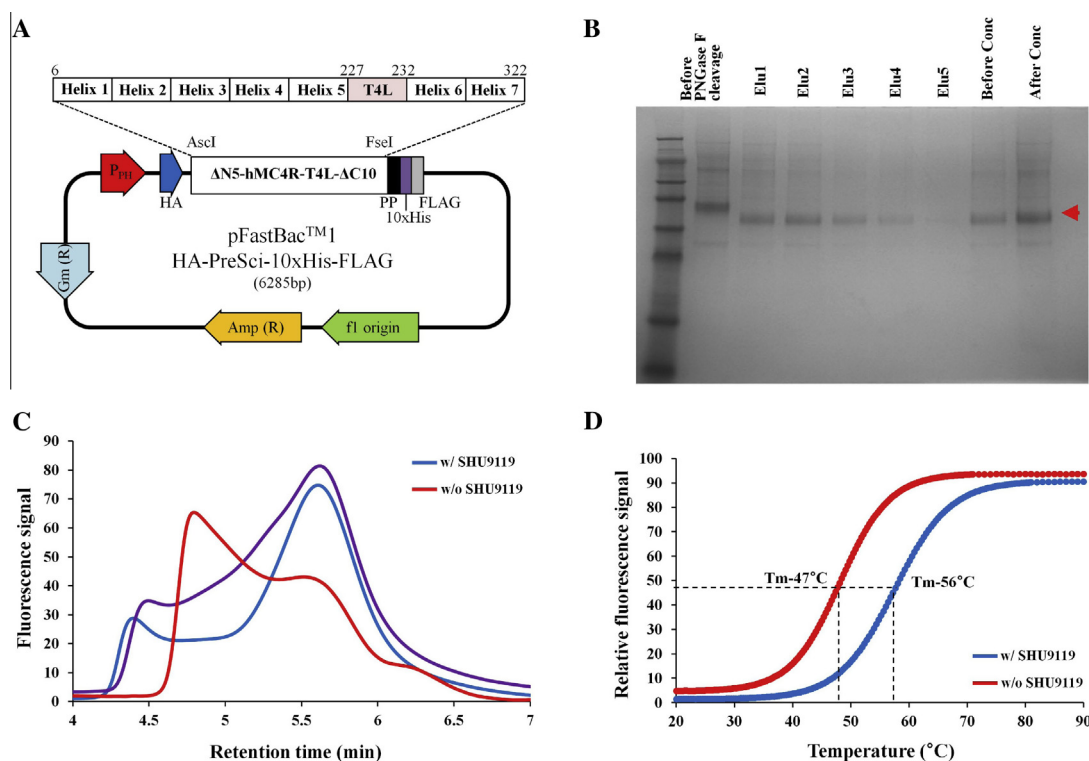 A
6 227 232 322
Helix 1 Helix 2 Helix 3 Helix 4 Helix 5 T4L Helix 6 Helix 7
AscI FseI
P_PH
ΔN5-hMC4R-T4L-ΔC10
HA PP FLAG
10xHis
pFastBac™1
HA-PreSci-10xHis-FLAG
(6285bp)
Gm (R)
Amp (R) f1 origin
B
Before
PNGase F
cleavage
Elu1
Elu2
Elu3
Elu4
Elu5
Before Conc
After Conc
C
Fluorescence signal
90
80
70
60
50
40
30
20
10
0
4 4.5 5 5.5 6 6.5 7
Retention time (min)
w/ SHU9119
w/o SHU9119
D
Relative fluorescence signal
100
90
80
70
60
50
40
30
20
10
0
20 30 40 50 60 70 80 90
Temperature (°C)
Tm-47°C
Tm-56°C
w/ SHU9119
w/o SHU9119